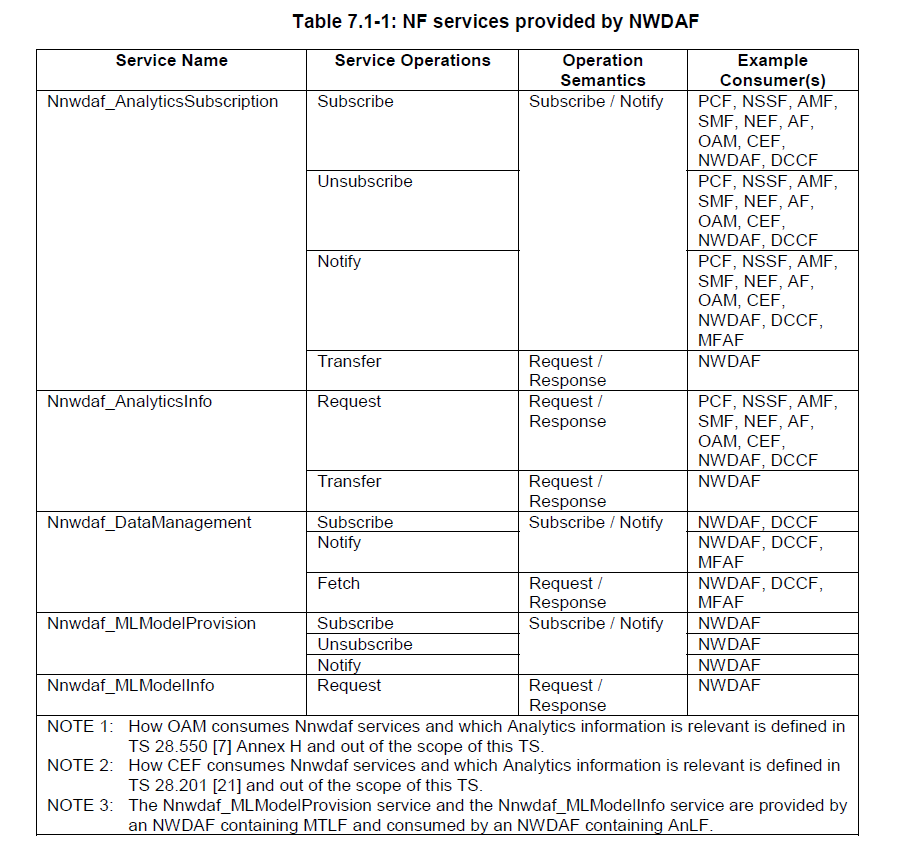 Table 7.1-1: NF services provided by NWDAF
Service Name Service Operations Operation Semantics Example Consumer(s)
Nnwdaf_AnalyticsSubscription Subscribe Subscribe / Notify PCF, NSSF, AMF,
SMF, NEF, AF,
OAM, CEF,
NWDAF, DCCF
Unsubscribe PCF, NSSF, AMF,
SMF, NEF, AF,
OAM, CEF,
NWDAF, DCCF
Notify PCF, NSSF, AMF,
SMF, NEF, AF,
OAM, CEF,
NWDAF, DCCF,
MFAF
Transfer Request / Response NWDAF
Nnwdaf_AnalyticsInfo Request Request / Response PCF, NSSF, AMF,
SMF, NEF, AF,
OAM, CEF,
NWDAF, DCCF
Transfer Request / Response NWDAF
Nnwdaf_DataManagement Subscribe Subscribe / Notify NWDAF, DCCF
Notify NWDAF, DCCF,
MFAF
Fetch Request / Response NWDAF, DCCF,
MFAF
Nnwdaf_MLModelProvision Subscribe Subscribe / Notify NWDAF
Unsubscribe NWDAF
Notify NWDAF
Nnwdaf_MLModelInfo Request Request / Response NWDAF
NOTE 1: How OAM consumes Nnwdaf services and which Analytics information is relevant is defined in
TS 28.550 [7] Annex H and out of the scope of this TS.
NOTE 2: How CEF consumes Nnwdaf services and which Analytics information is relevant is defined in
TS 28.201 [21] and out of the scope of this TS.
NOTE 3: The Nnwdaf_MLModelProvision service and the Nnwdaf_MLModelInfo service are provided by
an NWDAF containing MTLF and consumed by an NWDAF containing AnLF.